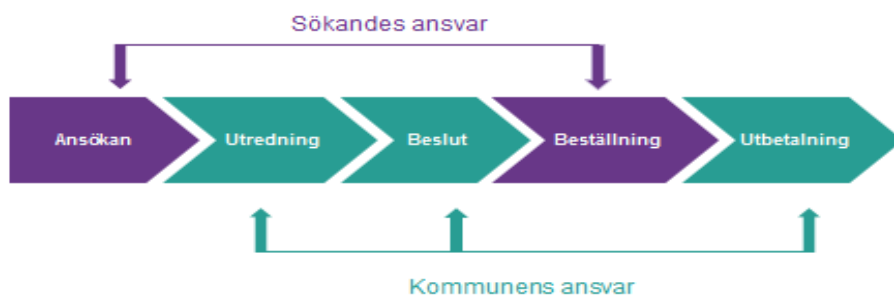 Sökandes ansvar
Ansökan
Utredning
Beslut
Beställning
Utbetalning
Kommunens ansvar